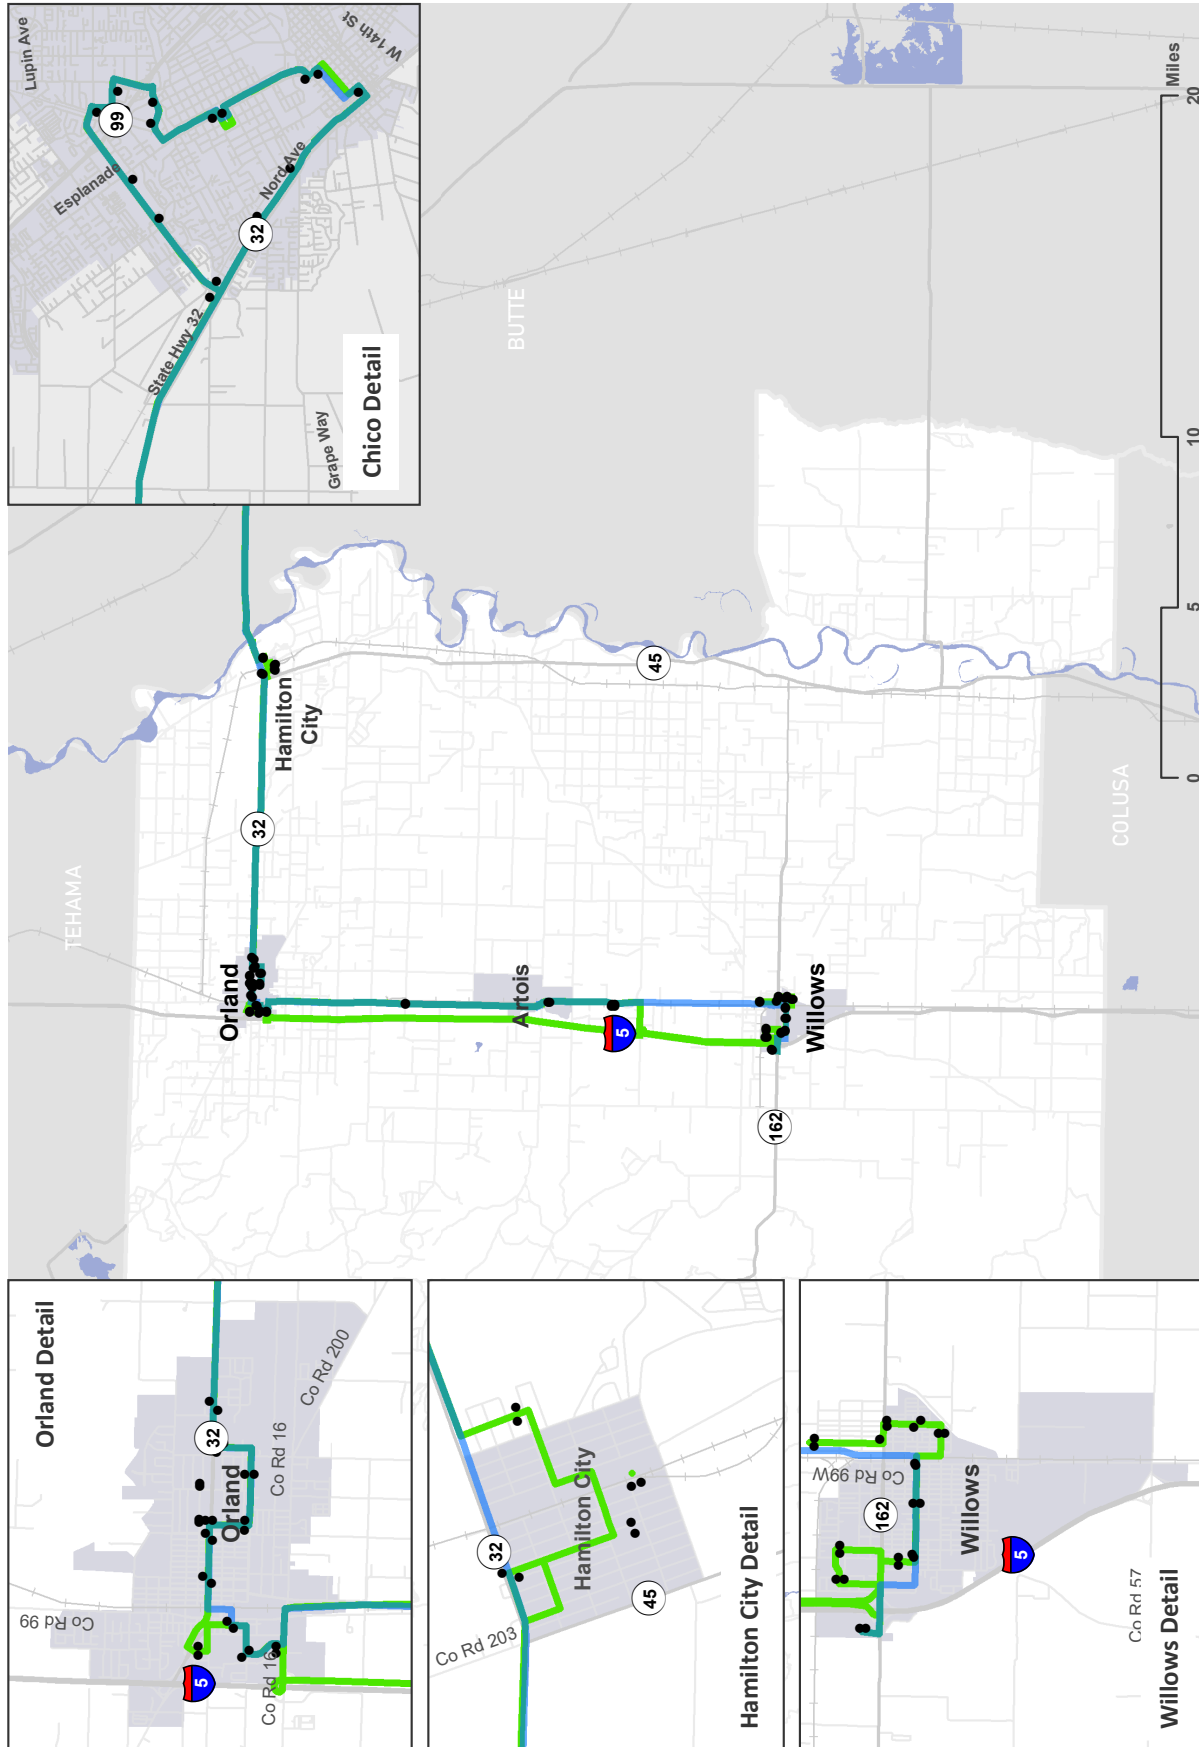 Orland Detail
Co Rd 200
32
Co Rd 16
Orland
Co Rd 99
5
Co Rd 16
Hamilton City Detail
Hamilton City
32
45
Co Rd 203
Willows Detail
Willows
162
Co Rd 99W
5
Co Rd 57
TEHAMA
Orland
32
Hamilton
City
Artois
5
45
Willows
162
BUTTE
COLUSA
0
5
10
20
Miles
Chico Detail
Lupin Ave
W 14th St
99
Esplanade
Nord Ave
32
State Hwy 32
Grape Way